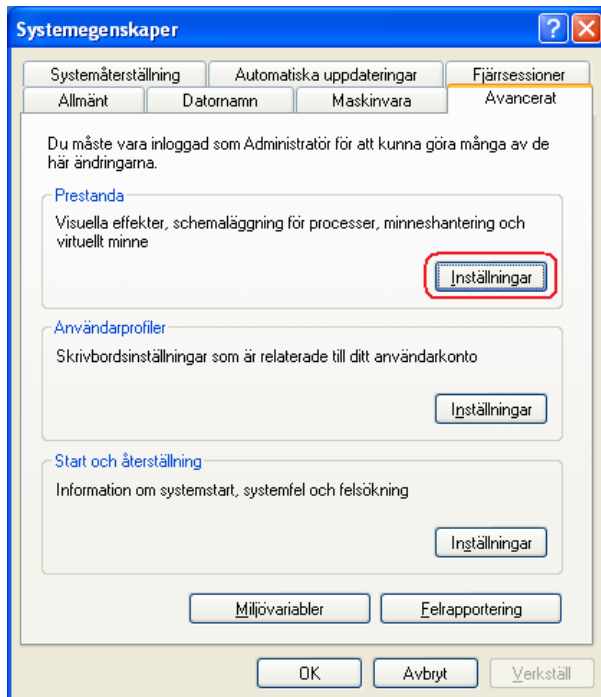 Systemegenskaper
Systemåterställning
Automatiska uppdateringar
Fjärrsessioner
Allmänt
Datornamn
Maskinvara
Avancerat
Du måste vara inloggad som Administratör för att kunna göra många av de
här ändringarna.
Prestanda
Visuella effekter, schemaläggning för processer, minneshantering och
virtuellt minne
Inställningar
Användarprofiler
Skrivbordsinställningar som är relaterade till ditt användarkonto
Inställningar
Start och återställning
Information om systemstart, systemfel och felsökning
Inställningar
Miljövariabler
Felrapportering
OK
Avbryt
Verkställ